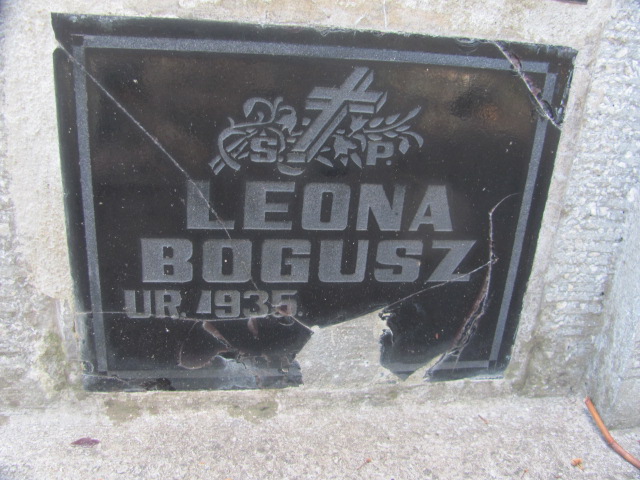 S. P.
LEONA
BOGUSZ
UR. 1935.